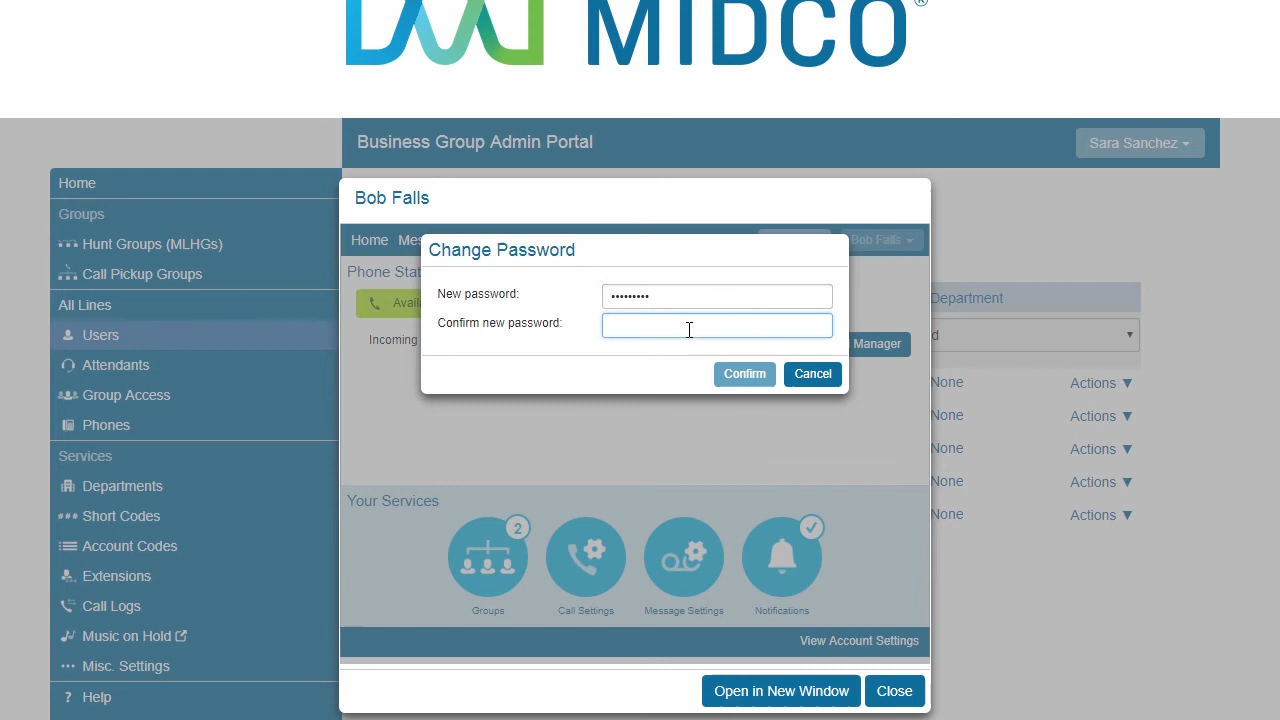 MIDCO®
Business Group Admin Portal
Sara Sanchez
Home
Groups
Hunt Groups (MLHGs)
Call Pickup Groups
All Lines
Users
Attendants
Group Access
Phones
Services
Departments
Short Codes
Account Codes
Extensions
Call Logs
Music on Hold
Misc. Settings
? Help
Bob Falls
Home Mes
Bob Falls
Phone Stat
Availa
Incoming
Manager
Change Password
New password:
•••••••••
Confirm new password:
Confirm Cancel
Your Services
2
Groups Call Settings Message Settings Notifications
View Account Settings
Open in New Window Close
Department
d
None Actions ▼
None Actions ▼
None Actions ▼
None Actions ▼
None Actions ▼